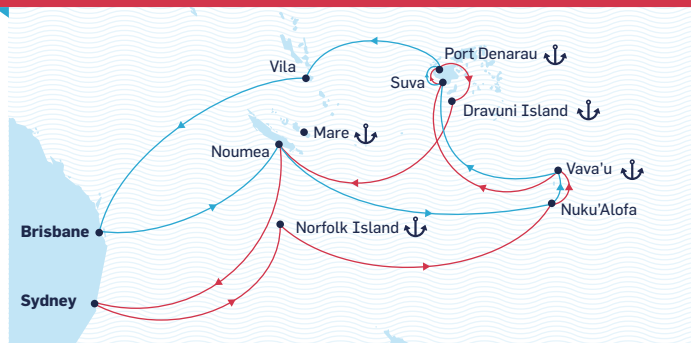 Port Denarau
Vila
Suva
Dravuni Island
Mare
Noumea
Vava'u
Nuku'Alofa
Norfolk Island
Brisbane
Sydney